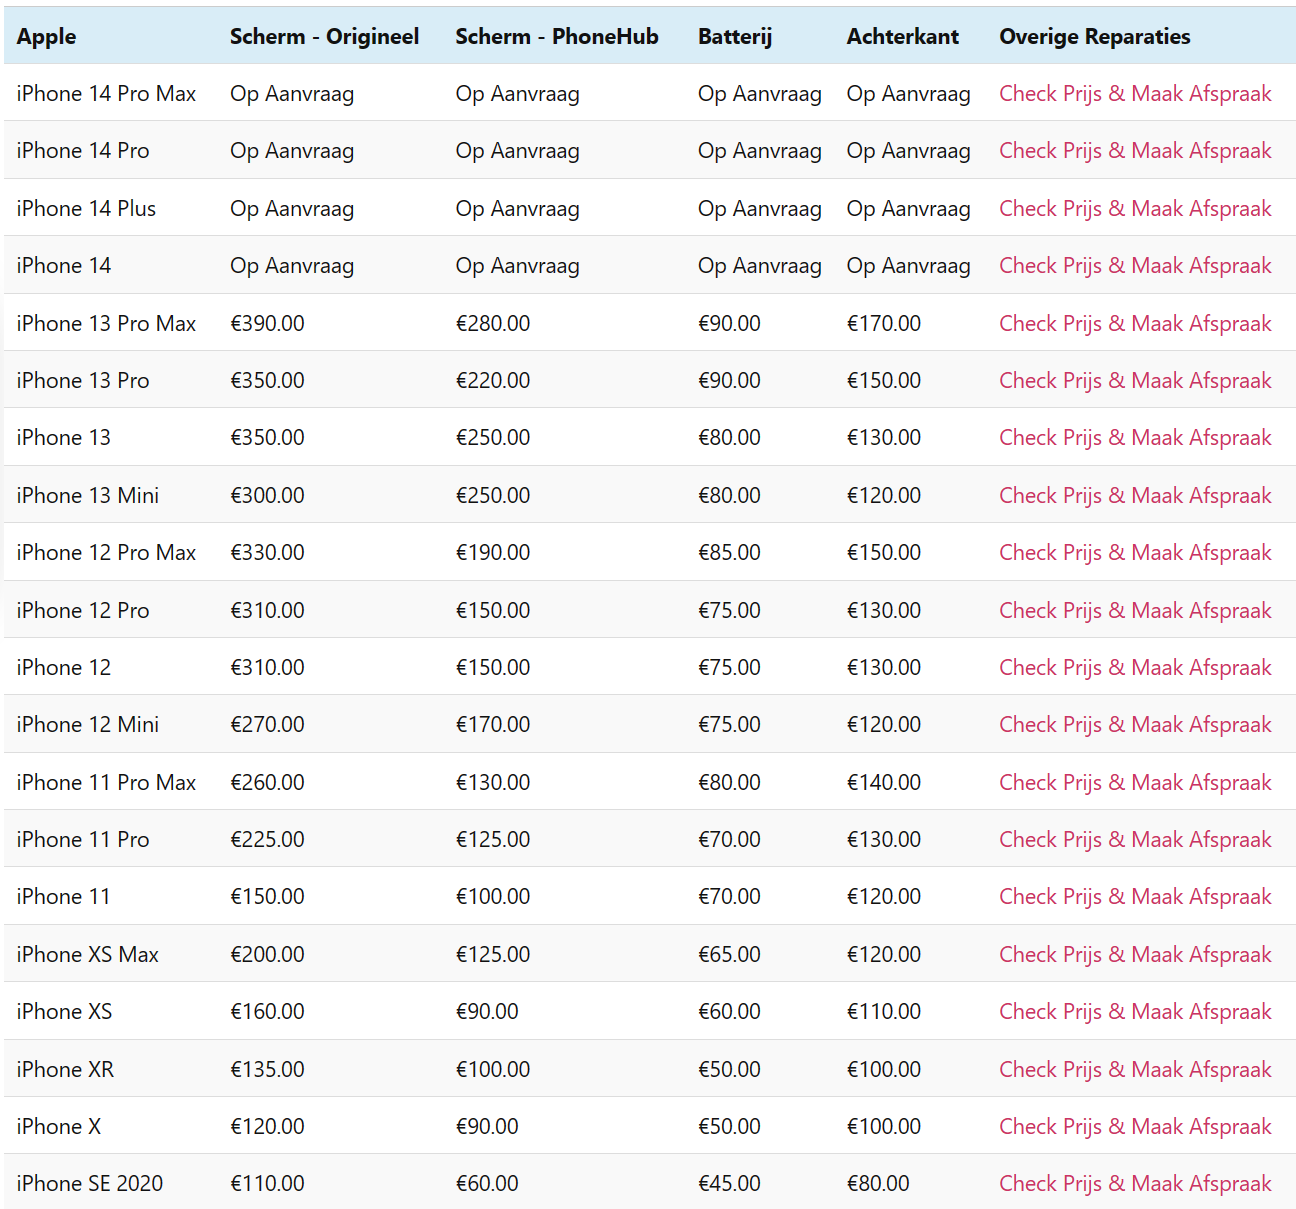 Apple Scherm - Origineel Scherm - PhoneHub Batterij Achterkant Overige Reparaties
iPhone 14 Pro Max Op Aanvraag Op Aanvraag Op Aanvraag Op Aanvraag Check Prijs & Maak Afspraak
iPhone 14 Pro Op Aanvraag Op Aanvraag Op Aanvraag Op Aanvraag Check Prijs & Maak Afspraak
iPhone 14 Plus Op Aanvraag Op Aanvraag Op Aanvraag Op Aanvraag Check Prijs & Maak Afspraak
iPhone 14 Op Aanvraag Op Aanvraag Op Aanvraag Op Aanvraag Check Prijs & Maak Afspraak
iPhone 13 Pro Max €390.00 €280.00 €90.00 €170.00 Check Prijs & Maak Afspraak
iPhone 13 Pro €350.00 €220.00 €90.00 €150.00 Check Prijs & Maak Afspraak
iPhone 13 €350.00 €250.00 €80.00 €130.00 Check Prijs & Maak Afspraak
iPhone 13 Mini €300.00 €250.00 €80.00 €120.00 Check Prijs & Maak Afspraak
iPhone 12 Pro Max €330.00 €190.00 €85.00 €150.00 Check Prijs & Maak Afspraak
iPhone 12 Pro €310.00 €150.00 €75.00 €130.00 Check Prijs & Maak Afspraak
iPhone 12 €310.00 €150.00 €75.00 €130.00 Check Prijs & Maak Afspraak
iPhone 12 Mini €270.00 €170.00 €75.00 €120.00 Check Prijs & Maak Afspraak
iPhone 11 Pro Max €260.00 €130.00 €80.00 €140.00 Check Prijs & Maak Afspraak
iPhone 11 Pro €225.00 €125.00 €70.00 €130.00 Check Prijs & Maak Afspraak
iPhone 11 €150.00 €100.00 €70.00 €120.00 Check Prijs & Maak Afspraak
iPhone XS Max €200.00 €125.00 €65.00 €120.00 Check Prijs & Maak Afspraak
iPhone XS €160.00 €90.00 €60.00 €110.00 Check Prijs & Maak Afspraak
iPhone XR €135.00 €100.00 €50.00 €100.00 Check Prijs & Maak Afspraak
iPhone X €120.00 €90.00 €50.00 €100.00 Check Prijs & Maak Afspraak
iPhone SE 2020 €110.00 €60.00 €45.00 €80.00 Check Prijs & Maak Afspraak